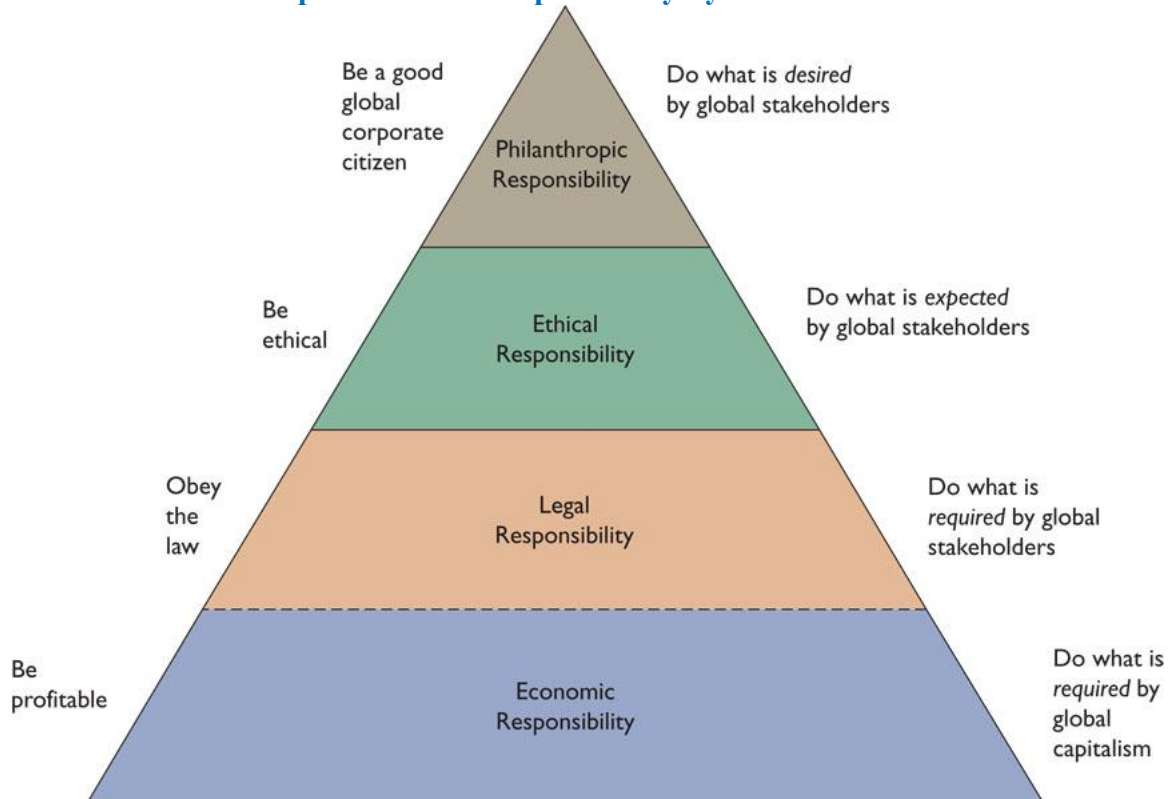 Be a good
global
corporate
citizen
Do what is desired
by global stakeholders
Philanthropic
Responsibility
Be
ethical
Ethical
Responsibility
Do what is expected
by global stakeholders
Obey
the
law
Legal
Responsibility
Do what is
required by global
stakeholders
Be
profitable
Economic
Responsibility
Do what is
required by
global
capitalism